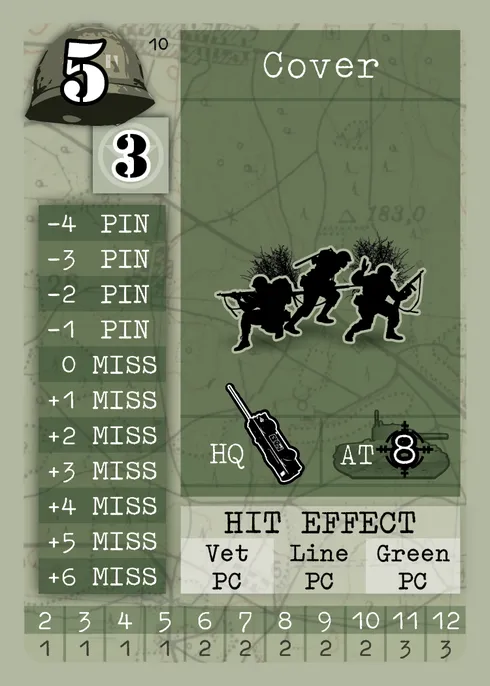 5 10
Cover
3
183,0
-4 PIN
-3 PIN
-2 PIN
-1 PIN
0 MISS
+1 MISS
+2 MISS
+3 MISS
+4 MISS
+5 MISS
+6 MISS
HQ AT 8
HIT EFFECT
Vet Line Green
PC PC PC
2 3 4 5 6 7 8 9 10 11 12
1 1 1 1 2 2 2 2 2 3 3